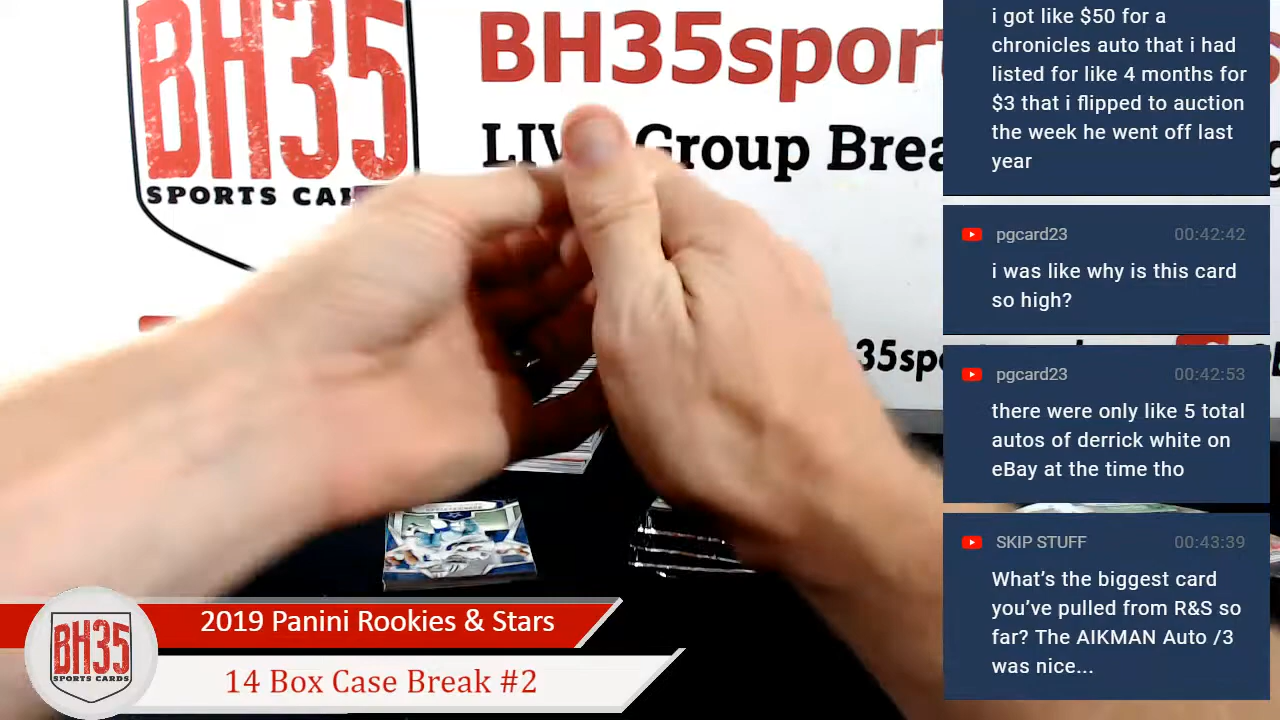 BH35
SPORTS CA
BH35spor
LIV Group Brea
35sp
i got like $50 for a
chronicles auto that i had
listed for like 4 months for
$3 that i flipped to auction
the week he went off last
year
pgcard23 00:42:42
i was like why is this card
so high?
pgcard23 00:42:53
there were only like 5 total
autos of derrick white on
eBay at the time tho
SKIP STUFF 00:43:39
What's the biggest card
you've pulled from R&S so
far? The AIKMAN Auto /3
was nice...
2019 Panini Rookies & Stars
14 Box Case Break #2
BH35
SPORTS CARDS